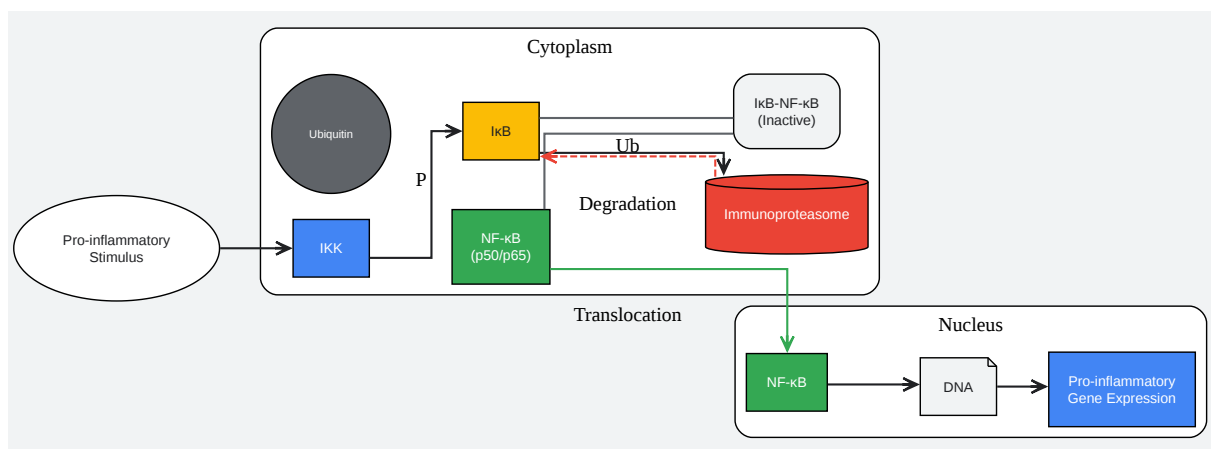 Cytoplasm
Ubiquitin
IκB
IκB-NF-κB
(Inactive)
Ub
P
Degradation
Immunoproteasome
Pro-inflammatory
Stimulus
IKK
NF-κB
(p50/p65)
Translocation
Nucleus
NF-κB
DNA
Pro-inflammatory
Gene Expression